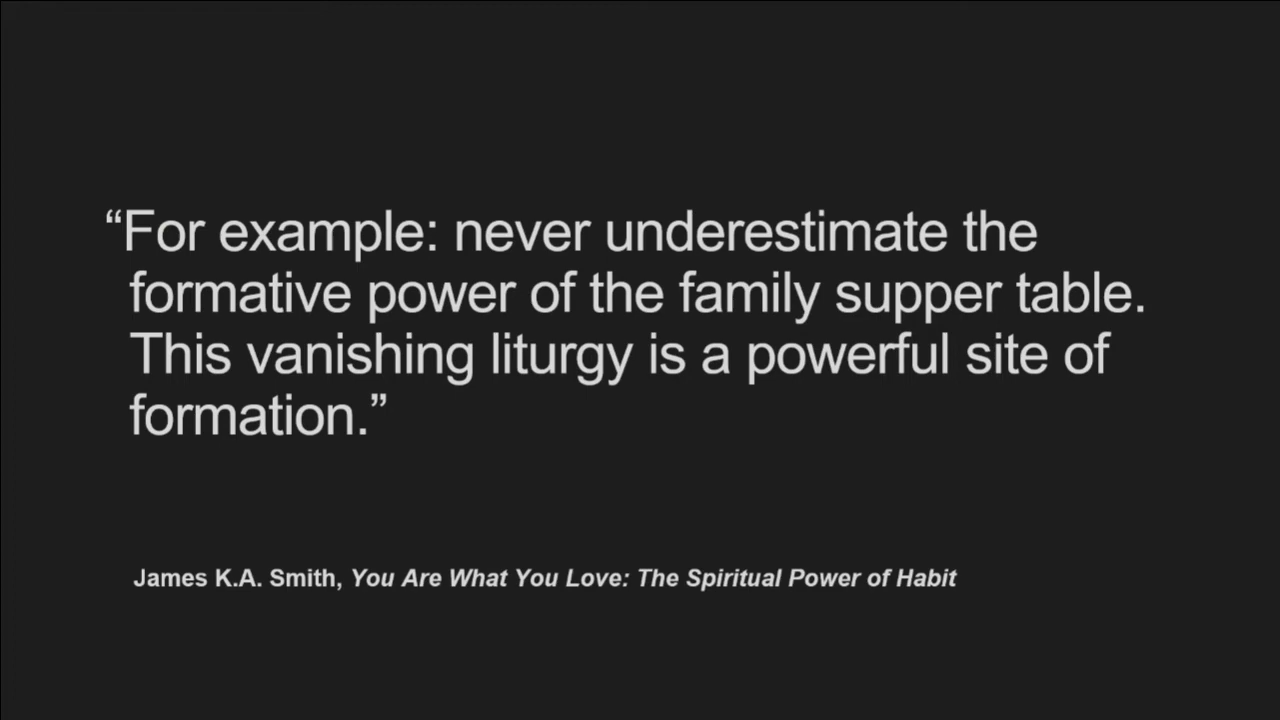 “For example: never underestimate the
formative power of the family supper table.
This vanishing liturgy is a powerful site of
formation.”
James K.A. Smith, You Are What You Love: The Spiritual Power of Habit